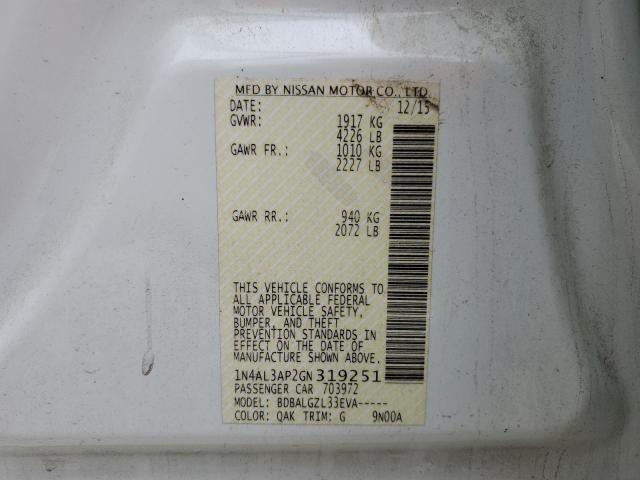 MFD BY NISSAN MOTOR CO., LTD.
DATE: 12/15
GVWR: 1917 KG
4226 LB
GAWR FR.: 1010 KG
2227 LB
GAWR RR.: 940 KG
2072 LB
THIS VEHICLE CONFORMS TO
ALL APPLICABLE FEDERAL
MOTOR VEHICLE SAFETY,
BUMPER, AND THEFT
PREVENTION STANDARDS IN
EFFECT ON THE DATE OF
MANUFACTURE SHOWN ABOVE.
1N4AL3AP2GN319251
PASSENGER CAR 703972
MODEL: BDBALGZL33EVA-----
COLOR: QAK TRIM: G 9N00A